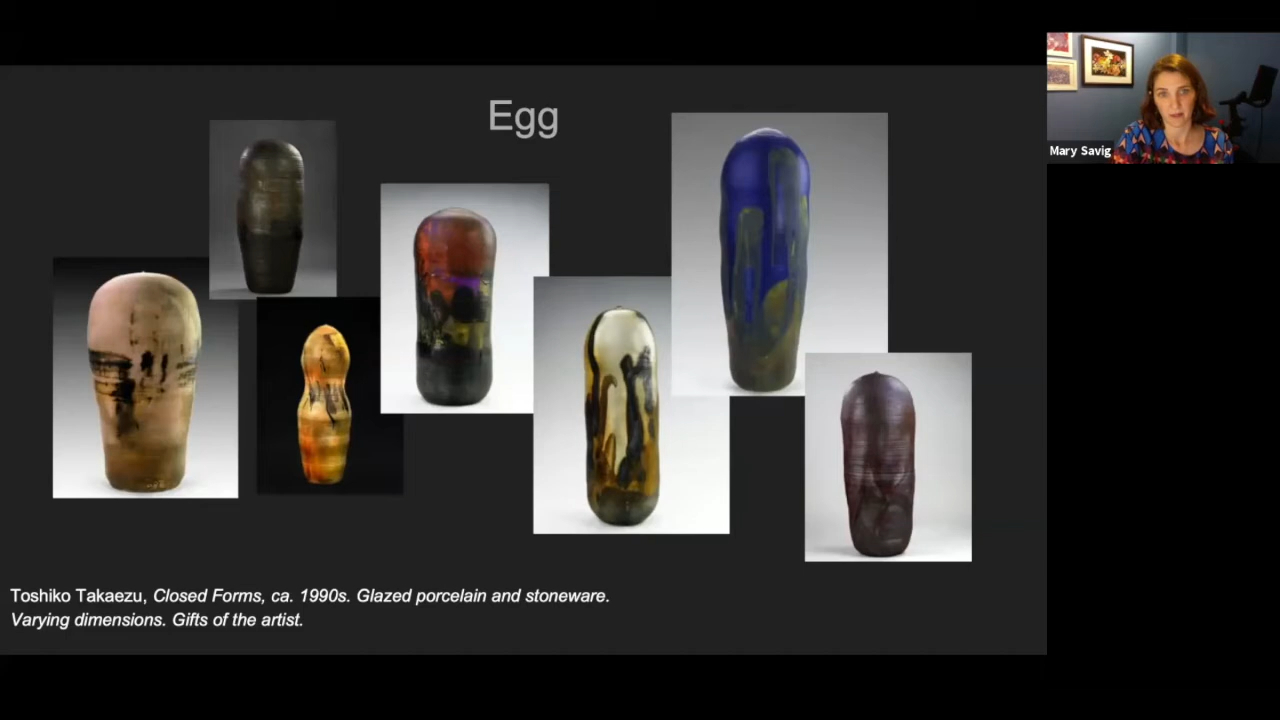 Egg
Mary Savig
Toshiko Takaezu, Closed Forms, ca. 1990s. Glazed porcelain and stoneware.
Varying dimensions. Gifts of the artist.